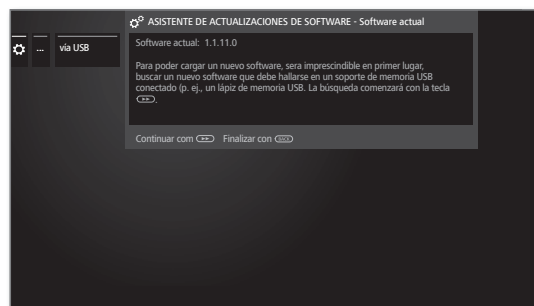 ASISTENTE DE ACTUALIZACIONES DE SOFTWARE - Software actual
... vía USB
Software actual: 1.1.11.0
Para poder cargar un nuevo software, sera imprescindible en primer lugar,
buscar un nuevo software que debe hallarse en un soporte de memoria USB
conectado (p. ej., un lápiz de memoria USB. La búsqueda comenzará con la tecla
.
Continuar com Finalizar con BACK